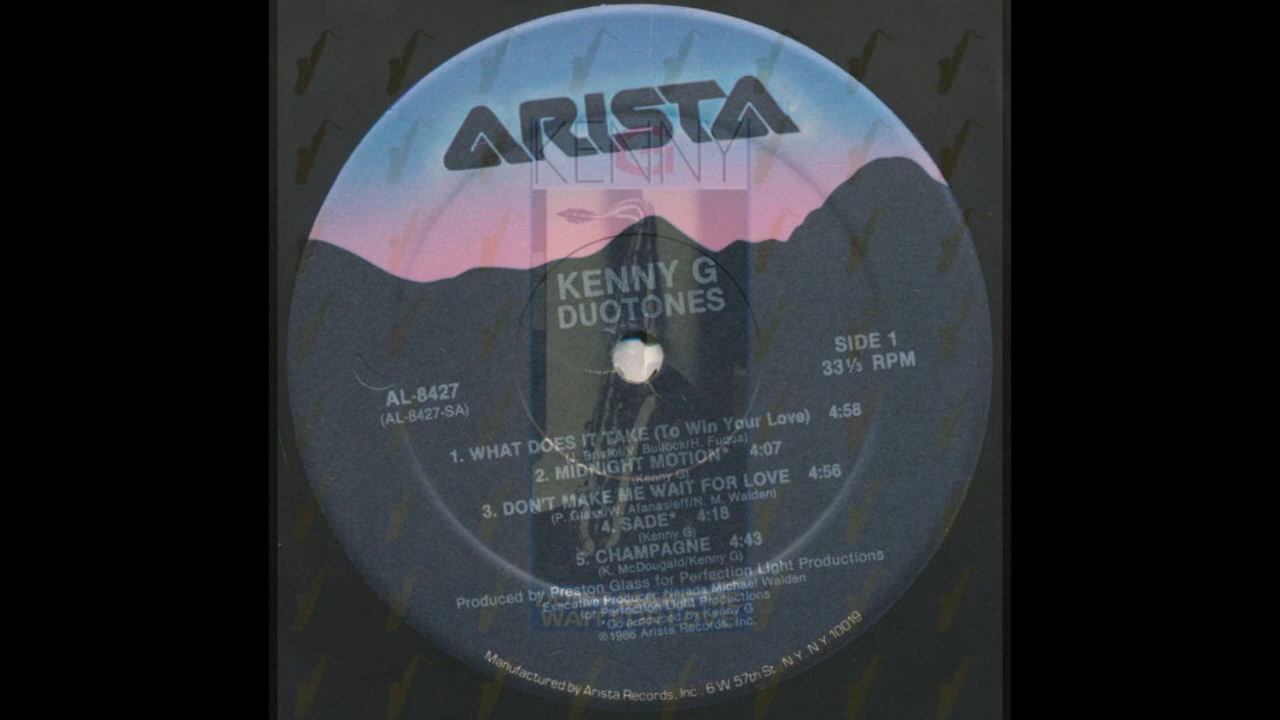 ARISTA
KENNY
G
KENNY G
DUOTONES
SIDE 1
33⅓ RPM
AL-8427
(AL-8427-SA)
1. WHAT DOES IT TAKE (To Win Your Love) 4:58
(J. Bristol/V. Bullock/H. Fuqua)
2. MIDNIGHT MOTION* 4:07
(Kenny G)
3. DON'T MAKE ME WAIT FOR LOVE 4:56
(P. Glass/W. Afanasieff/N. M. Walden)
4. SADE* 4:18
(Kenny G)
5. CHAMPAGNE 4:43
(K. McDougald/Kenny G)
Produced by Preston Glass for Perfection Light Productions
Executive Producer: Narada Michael Walden
for Perfection Light Productions
*Co-produced by Kenny G
℗1986 Arista Records, Inc.
Manufactured by Arista Records, Inc., 6 W. 57th St. N.Y. N.Y. 10019